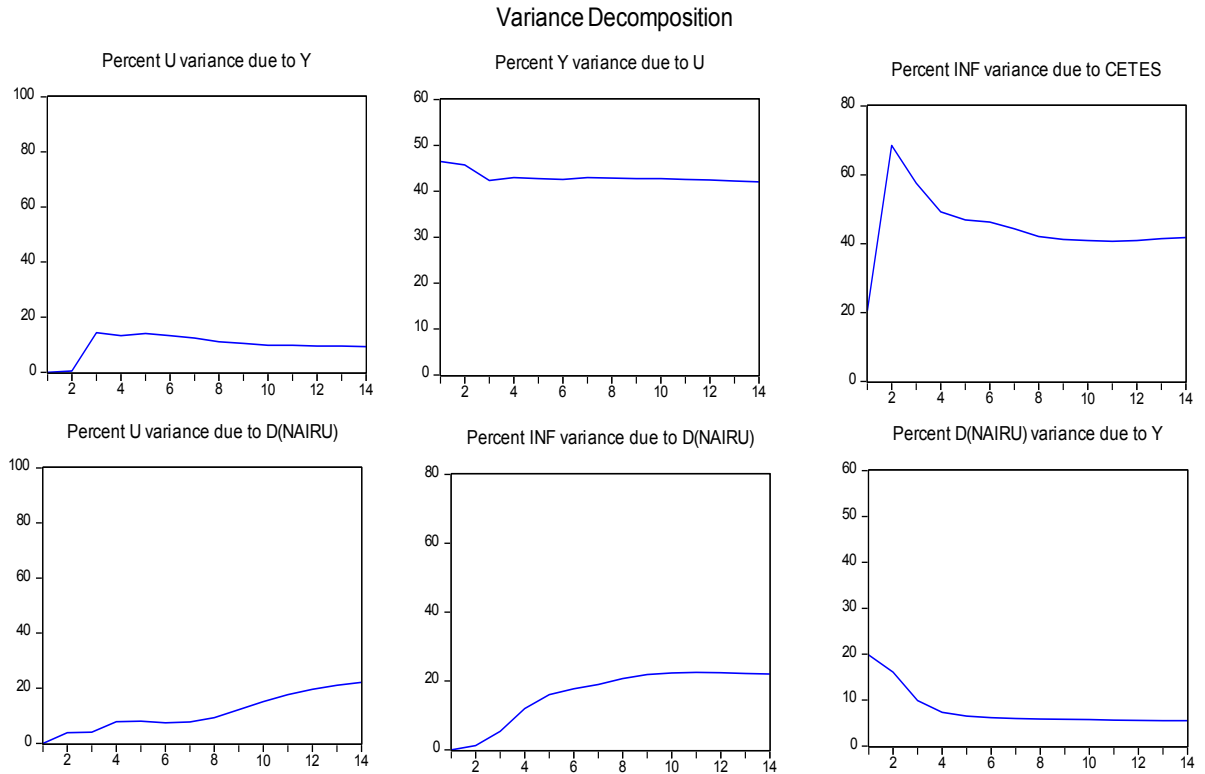 Variance Decomposition
Percent U variance due to Y
100
80
60
40
20
0
2 4 6 8 10 12 14
Percent Y variance due to U
60
50
40
30
20
10
0
2 4 6 8 10 12 14
Percent INF variance due to CETES
80
60
40
20
0
2 4 6 8 10 12 14
Percent U variance due to D(NAIRU)
100
80
60
40
20
0
2 4 6 8 10 12 14
Percent INF variance due to D(NAIRU)
80
60
40
20
0
2 4 6 8 10 12 14
Percent D(NAIRU) variance due to Y
60
50
40
30
20
10
0
2 4 6 8 10 12 14